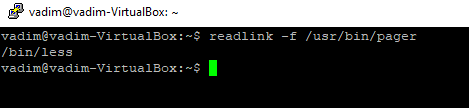 vadim@vadim-VirtualBox: ~
vadim@vadim-VirtualBox:~$ readlink -f /usr/bin/pager
/bin/less
vadim@vadim-VirtualBox:~$